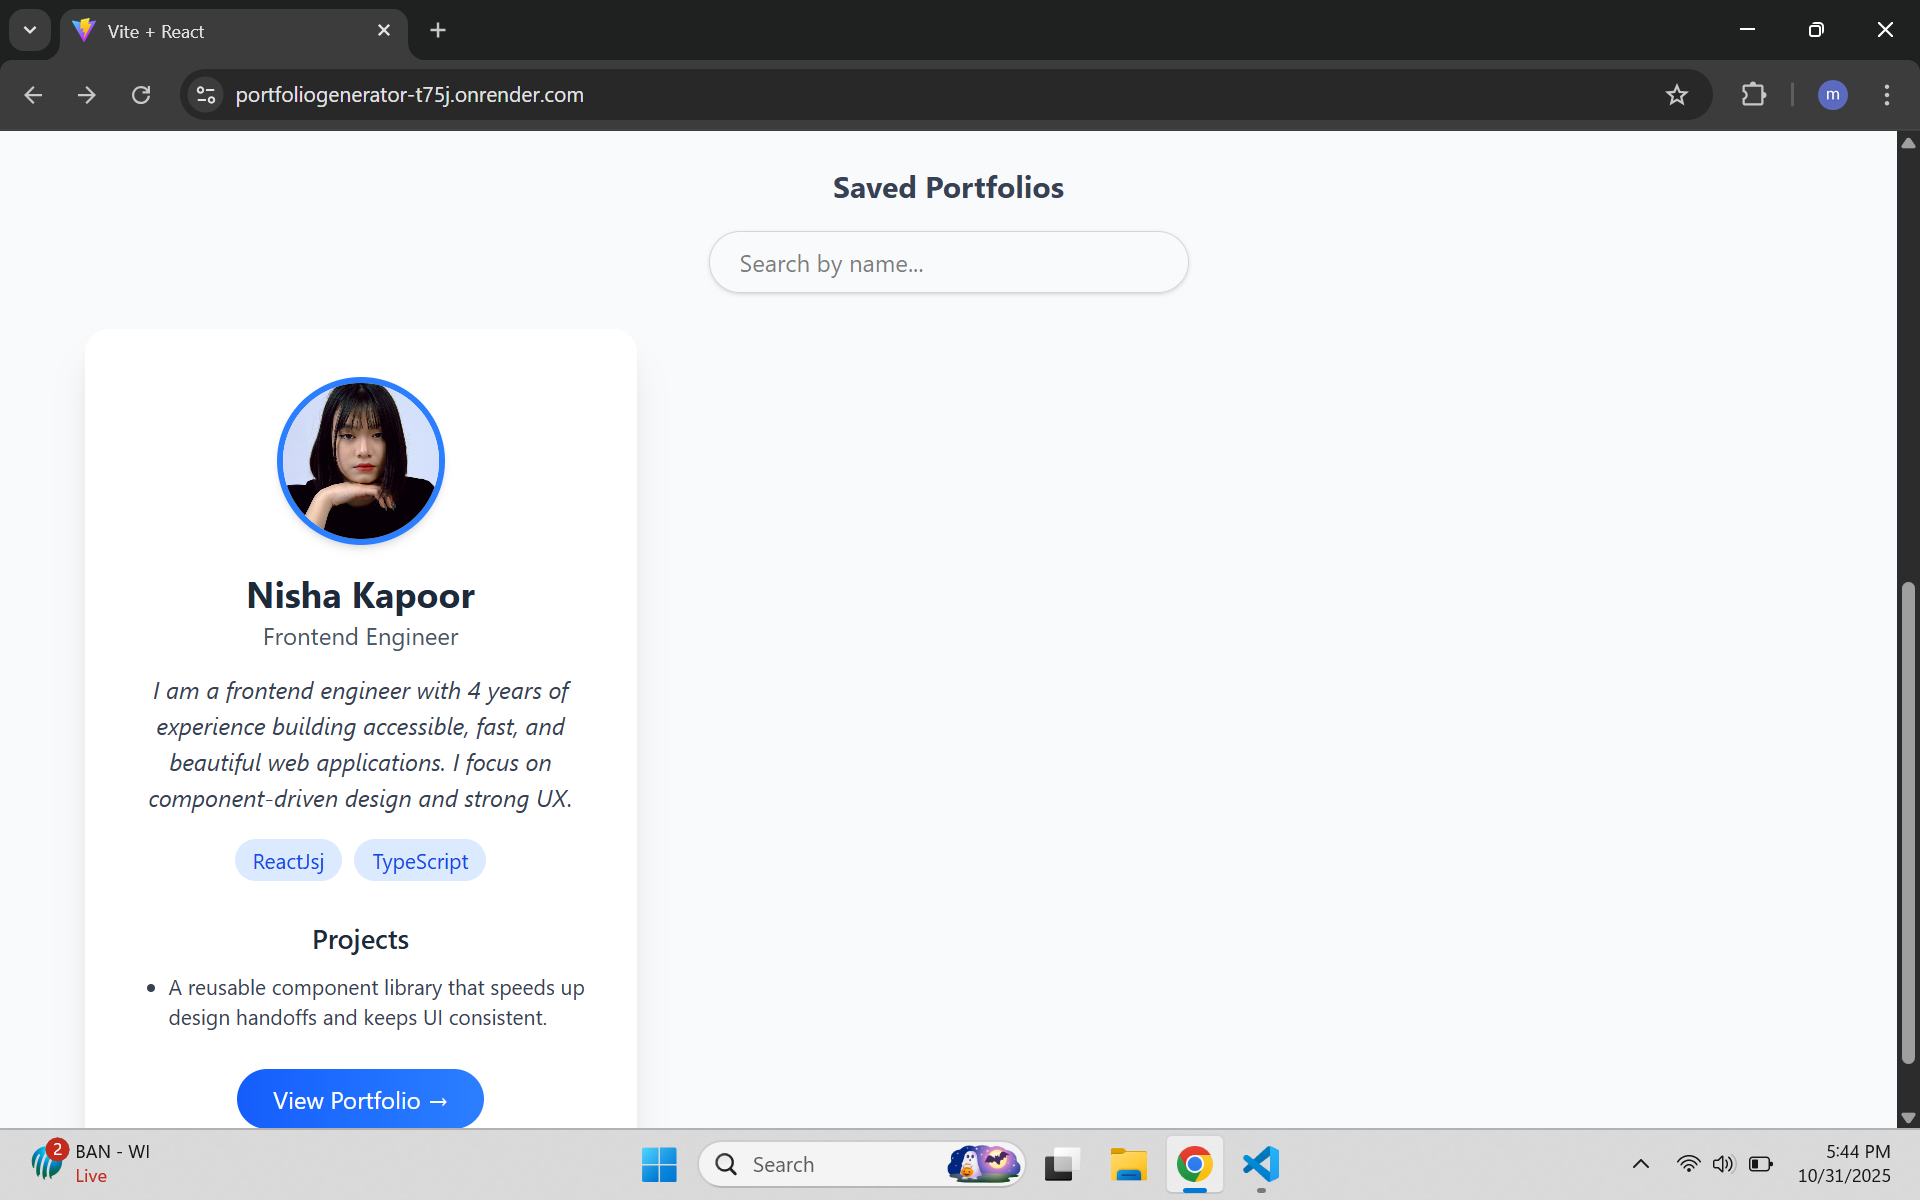 Vite + React
portfoliogenerator-t75j.onrender.com
m
Saved Portfolios
Search by name...
Nisha Kapoor
Frontend Engineer
I am a frontend engineer with 4 years of
experience building accessible, fast, and
beautiful web applications. I focus on
component-driven design and strong UX.
ReactJsj TypeScript
Projects
• A reusable component library that speeds up
design handoffs and keeps UI consistent.
View Portfolio →
2
BAN - WI
Live
Search
5:44 PM
10/31/2025